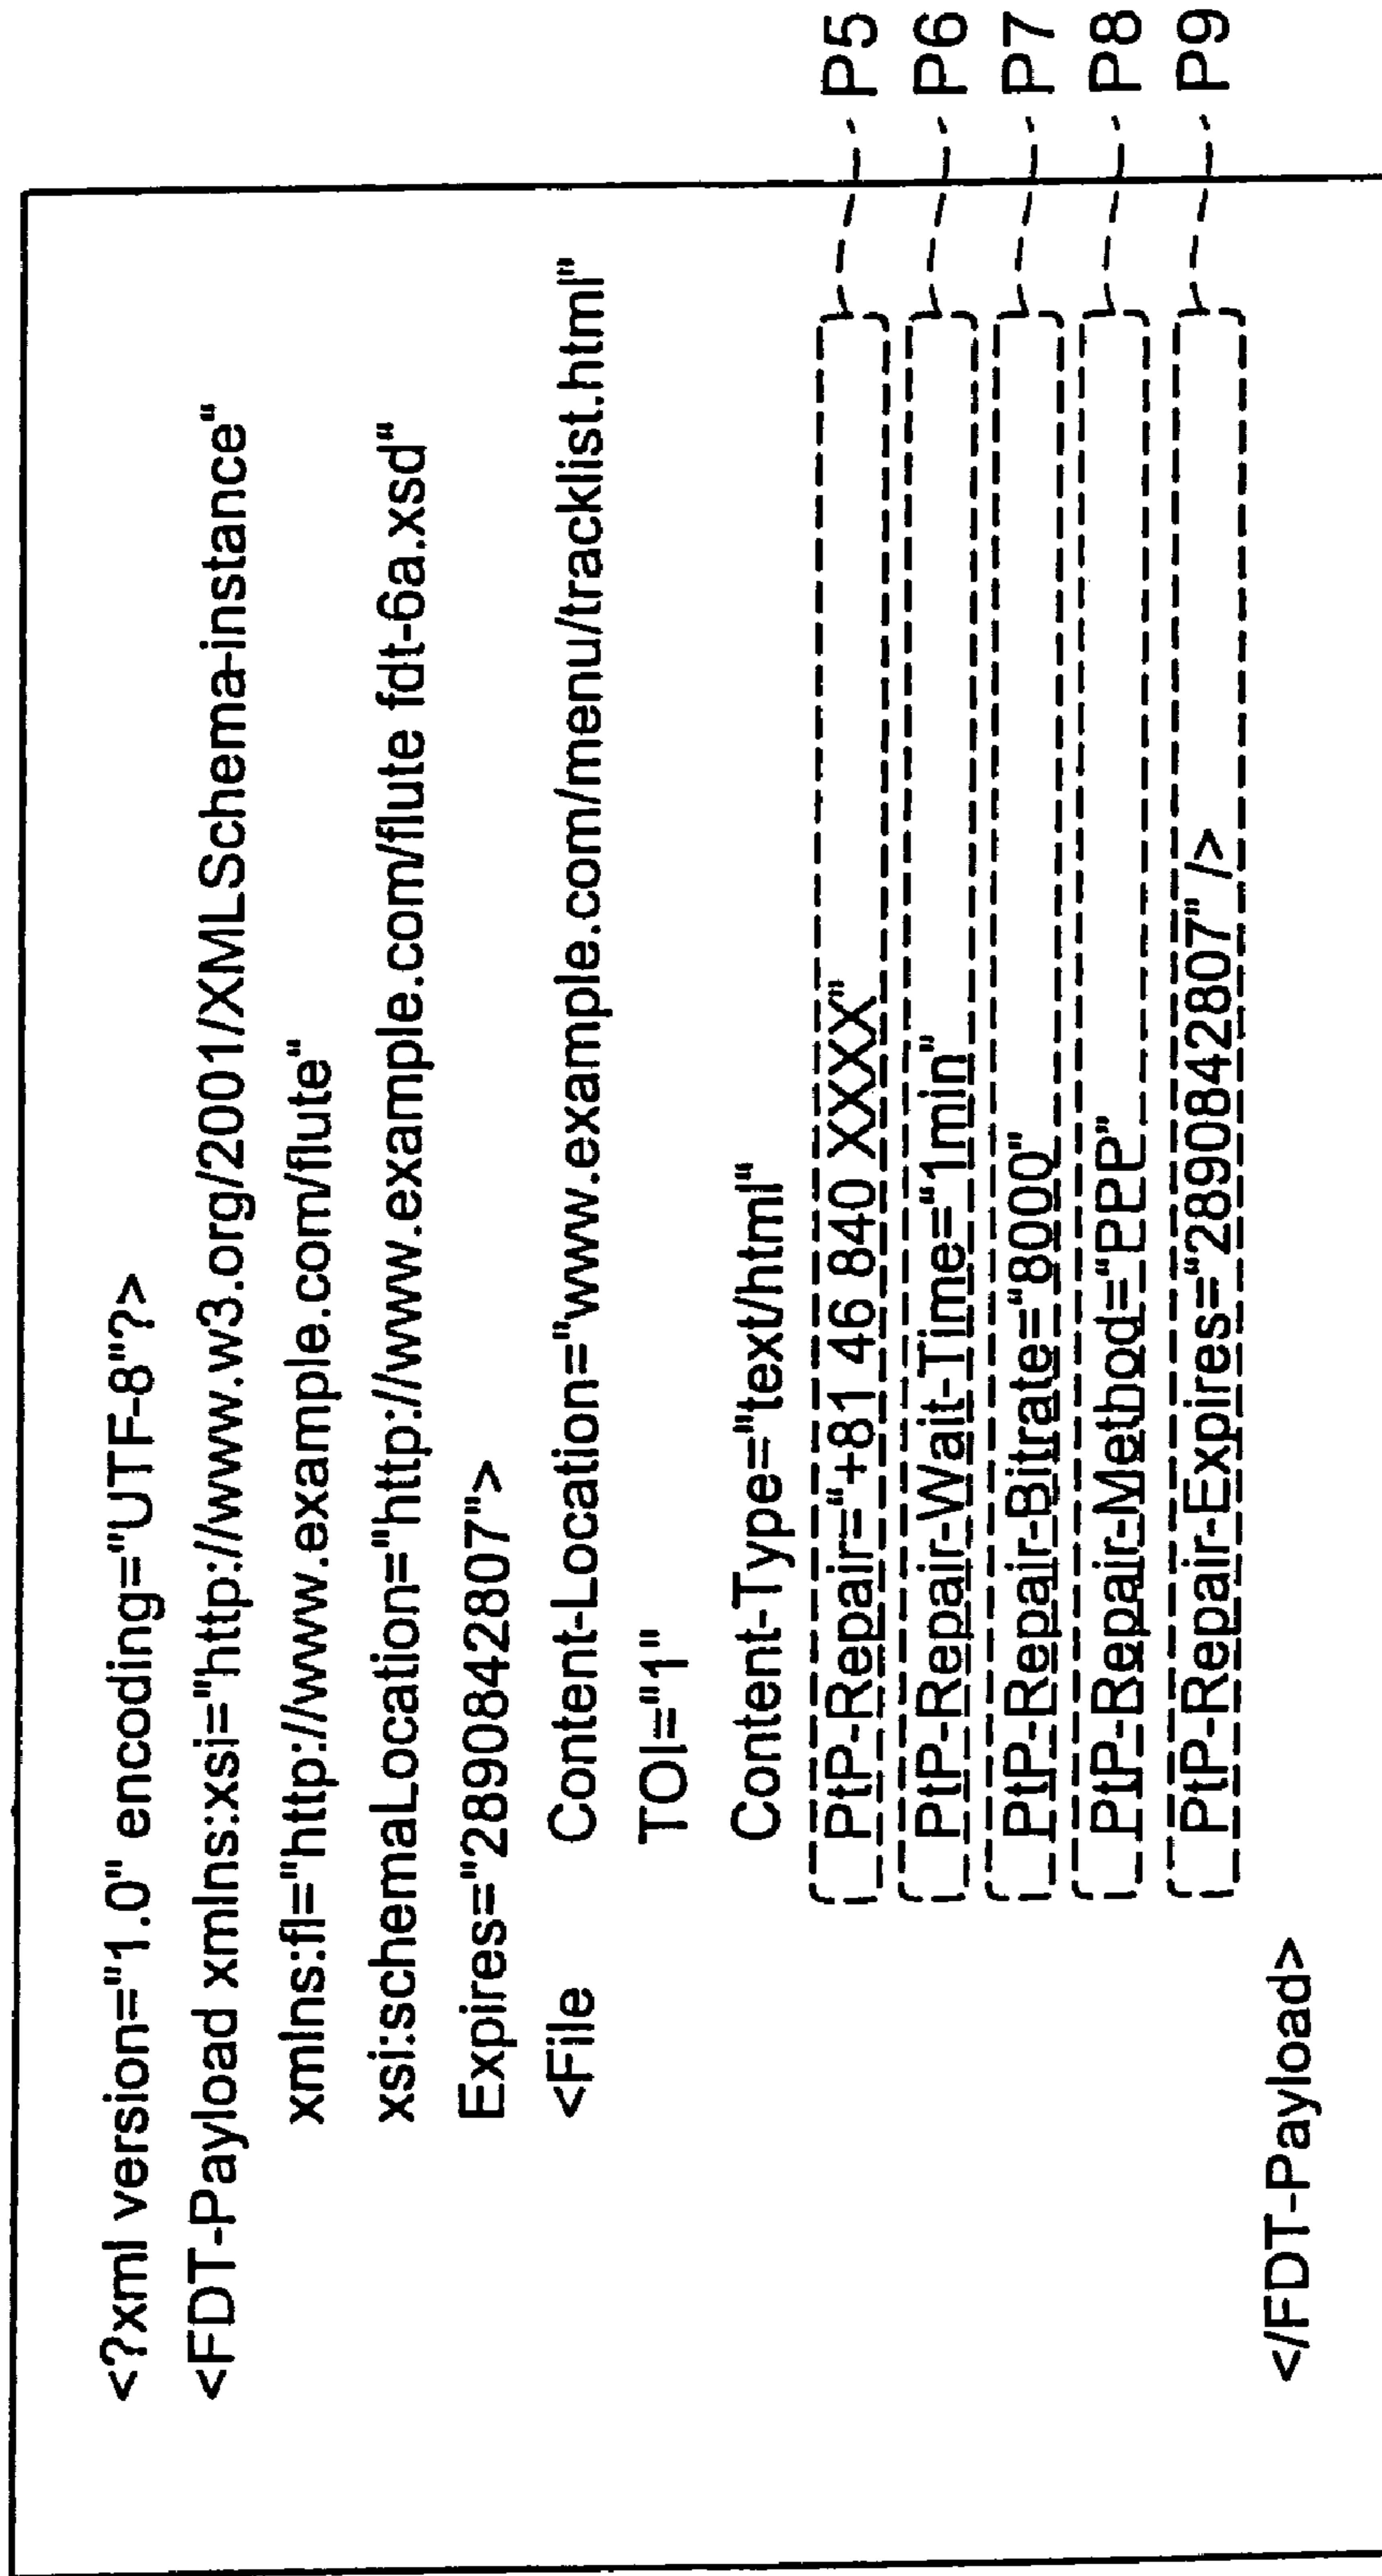 <?xml version="1.0" encoding="UTF-8"?>
<FDT-Payload xmlns:xsi="http://www.w3.org/2001/XMLSchema-instance"
xmlns:fl="http://www.example.com/flute"
xsi:schemaLocation="http://www.example.com/flute fdt-6a.xsd"
Expires="2890842807">
<File Content-Location="www.example.com/menu/tracklist.html"
TOI="1"
Content-Type="text/html"
PtP-Repair="+81 46 840 XXXX" P5
PtP-Repair-Wait-Time="1min" P6
PtP-Repair-Bitrate="8000" P7
PtP-Repair-Method="PPP" P8
PtP-Repair-Expires="2890842807" /> P9
</FDT-Payload>